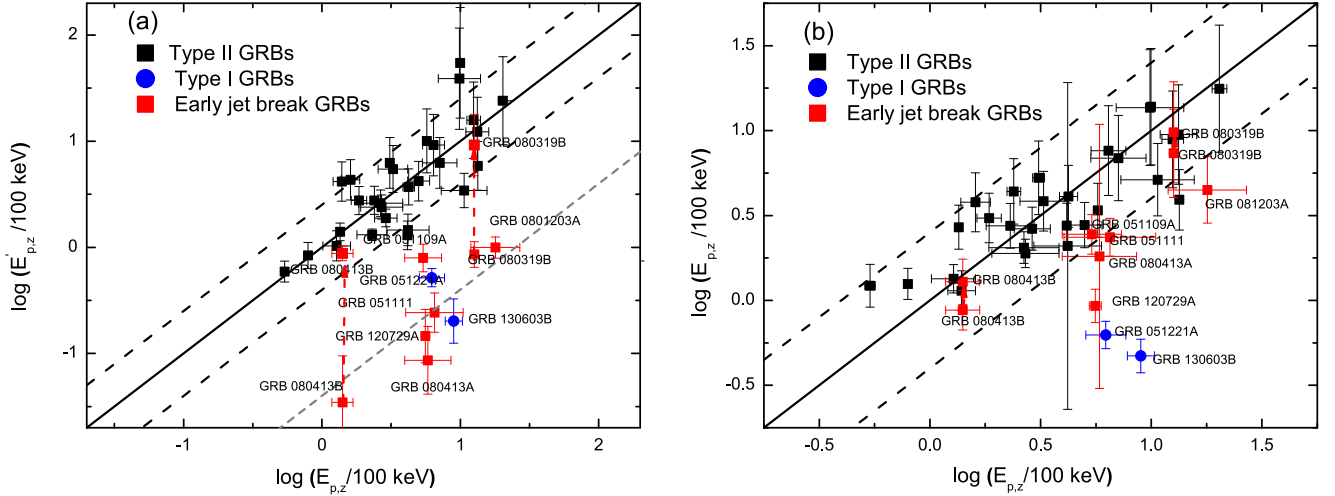 (a)
Type II GRBs
Type I GRBs
Early jet break GRBs
log (E'p,z /100 keV)
2
1
0
-1
-1
0
1
2
log (Ep,z/100 keV)
GRB 080319B
GRB 0801203A
GRB 051109A
GRB 080319B
GRB 080413B
GRB 051221A
GRB 051111
GRB 130603B
GRB 120729A
GRB 080413B
GRB 080413A
(b)
Type II GRBs
Type I GRBs
Early jet break GRBs
log (Ep,z/100 keV)
1.5
1.0
0.5
0.0
-0.5
-0.5
0.0
0.5
1.0
1.5
log (Ep,z/100 keV)
GRB 080319B
GRB 080319B
GRB 081203A
GRB 051109A
GRB 051111
GRB 080413B
GRB 080413A
GRB 120729A
GRB 080413B
GRB 051221A
GRB 130603B